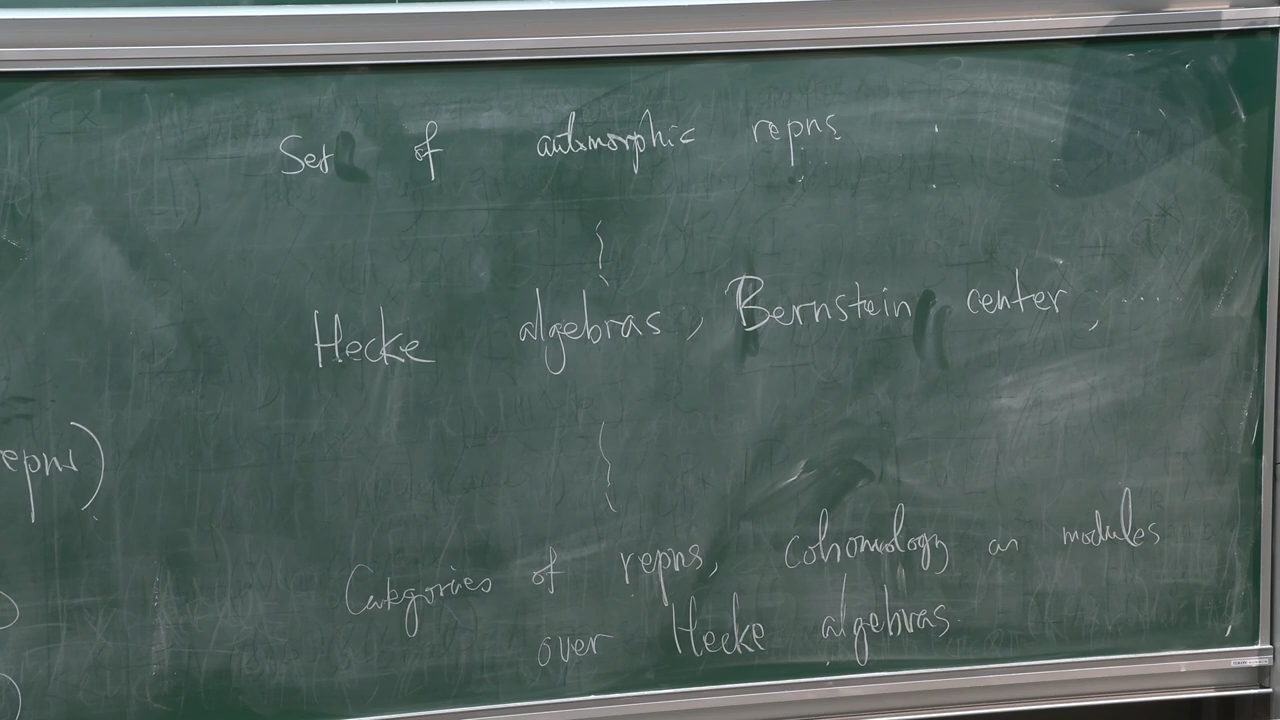 Set of automorphic repns
Hecke algebras, Bernstein center, ....
epns)
Categories of repns, cohomology as modules
over Hecke algebras.